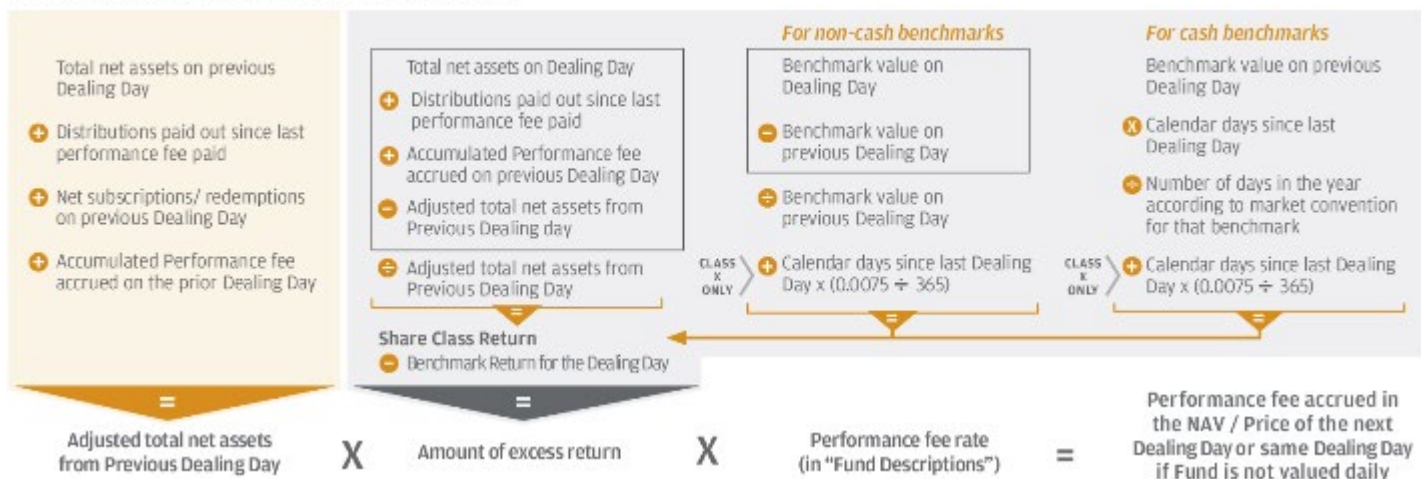 Total net assets on previous
Dealing Day
+ Distributions paid out since last
performance fee paid
+ Net subscriptions/ redemptions
on previous Dealing Day
+ Accumulated Performance fee
accrued on the prior Dealing Day
=
Total net assets on Dealing Day
+ Distributions paid out since last
performance fee paid
+ Accumulated Performance fee
accrued on previous Dealing Day
− Adjusted total net assets from
Previous Dealing day
÷ Adjusted total net assets from
Previous Dealing Day
=
Share Class Return
− Benchmark Return for the Dealing Day
=
For non-cash benchmarks
Benchmark value on
Dealing Day
− Benchmark value on
previous Dealing Day
÷ Benchmark value on
previous Dealing Day
CLASS
X
ONLY
+ Calendar days since last Dealing
Day x (0.0075 ÷ 365)
=
For cash benchmarks
Benchmark value on previous
Dealing Day
X Calendar days since last
Dealing Day
÷ Number of days in the year
according to market convention
for that benchmark
CLASS
X
ONLY
+ Calendar days since last Dealing
Day x (0.0075 ÷ 365)
=
Adjusted total net assets
from Previous Dealing Day
X
Amount of excess return
X
Performance fee rate
(in "Fund Descriptions")
=
Performance fee accrued in
the NAV / Price of the next
Dealing Day or same Dealing Day
if Fund is not valued daily